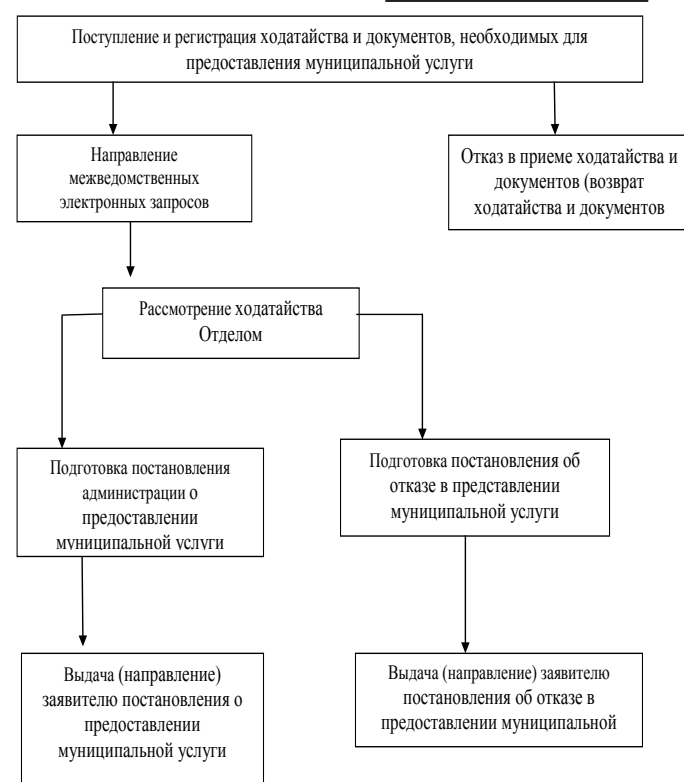 Поступление и регистрация ходатайства и документов, необходимых для
предоставления муниципальной услуги
Направление
межведомственных
электронных запросов
Отказ в приеме ходатайства и
документов (возврат
ходатайства и документов
Рассмотрение ходатайства
Отделом
Подготовка постановления
администрации о
предоставлении
муниципальной услуги
Подготовка постановления об
отказе в представлении
муниципальной услуги
Выдача (направление)
заявителю постановления о
предоставлении
муниципальной услуги
Выдача (направление) заявителю
постановления об отказе в
предоставлении муниципальной